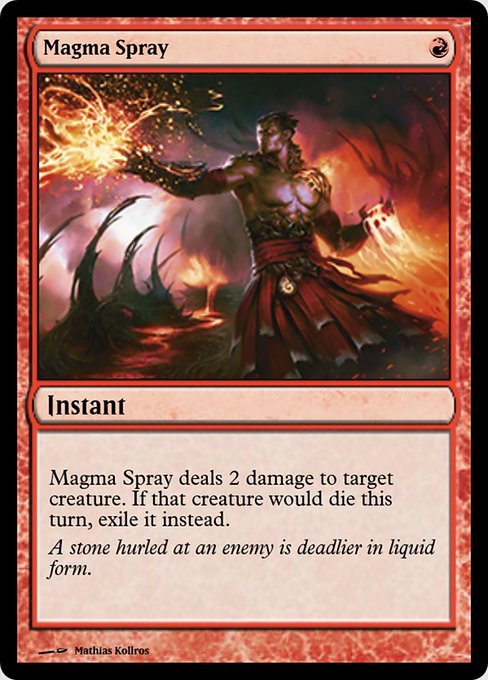 Magma Spray
Instant
Magma Spray deals 2 damage to target
creature. If that creature would die this
turn, exile it instead.
A stone hurled at an enemy is deadlier in liquid
form.
Mathias Kollros